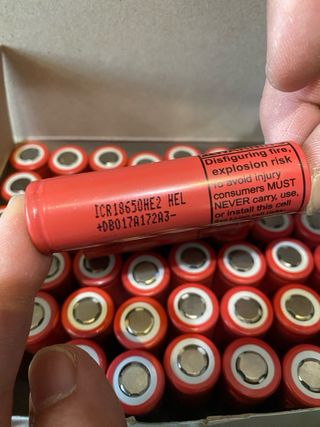 ICR18650HE2 HEL
+DB017A172A3-
Disfiguring fire,
explosion risk
To avoid injury
consumers MUST
NEVER carry, use,
or install this cell